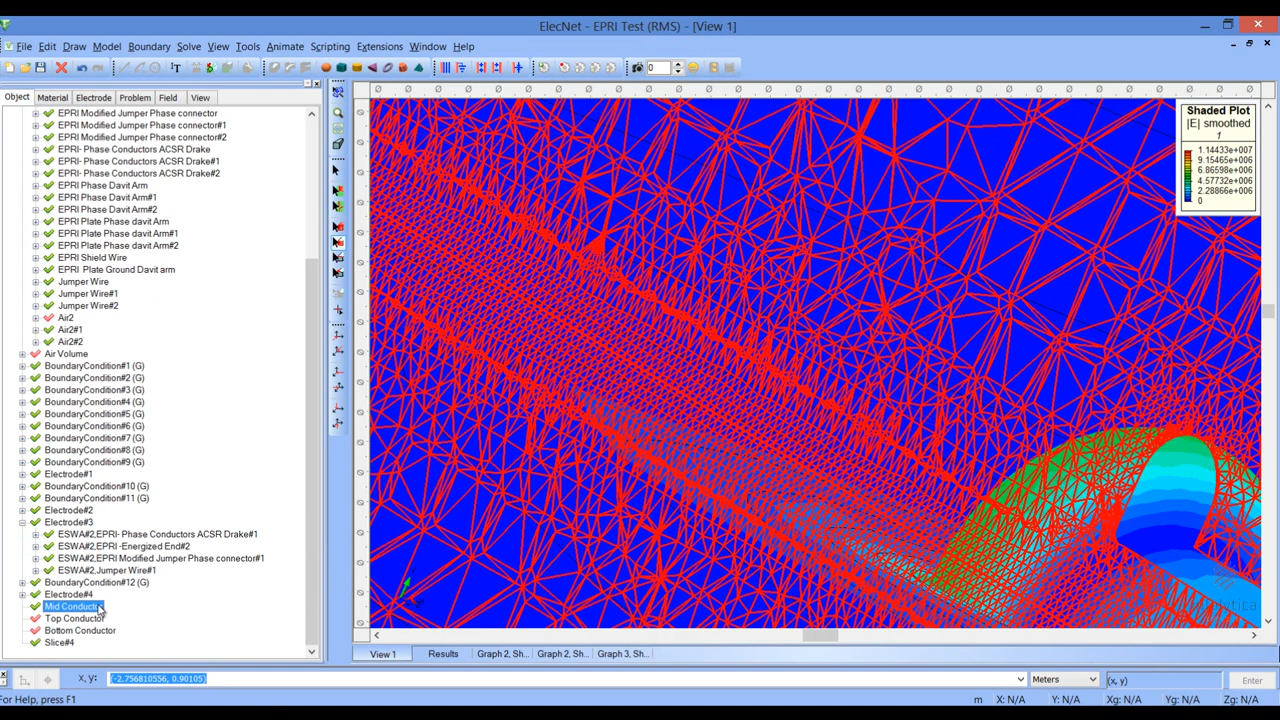 ElecNet - EPRI Test (RMS) - [View 1]
File Edit Draw Model Boundary Solve View Tools Animate Scripting Extensions Window Help
0
Object Material Electrode Problem Field View
EPRI Modified Jumper Phase connector
EPRI Modified Jumper Phase connector#1
EPRI Modified Jumper Phase connector#2
EPRI- Phase Conductors ACSR Drake
EPRI- Phase Conductors ACSR Drake#1
EPRI- Phase Conductors ACSR Drake#2
EPRI Phase Davit Arm
EPRI Phase Davit Arm#1
EPRI Phase Davit Arm#2
EPRI Plate Phase davit Arm
EPRI Plate Phase davit Arm#1
EPRI Plate Phase davit Arm#2
EPRI Shield Wire
EPRI Plate Ground Davit arm
Jumper Wire
Jumper Wire#1
Jumper Wire#2
Air2
Air2#1
Air2#2
Air Volume
BoundaryCondition#1 (G)
BoundaryCondition#2 (G)
BoundaryCondition#3 (G)
BoundaryCondition#4 (G)
BoundaryCondition#5 (G)
BoundaryCondition#6 (G)
BoundaryCondition#7 (G)
BoundaryCondition#8 (G)
BoundaryCondition#9 (G)
Electrode#1
BoundaryCondition#10 (G)
BoundaryCondition#11 (G)
Electrode#2
Electrode#3
ESWA#2,EPRI- Phase Conductors ACSR Drake#1
ESWA#2,EPRI -Energized End#2
ESWA#2,EPRI Modified Jumper Phase connector#1
ESWA#2,Jumper Wire#1
BoundaryCondition#12 (G)
Electrode#4
Mid Conductor
Top Conductor
Bottom Conductor
Slice#4
Shaded Plot
|E| smoothed
1
1.14433e+007
9.15465e+006
6.86598e+006
4.57732e+006
2.28866e+006
0
View 1 Results Graph 2, Sh... Graph 2, Sh... Graph 3, Sh...
x, y: (-2.756810556, 0.90105) Meters (x, y) Enter
For Help, press F1 m X: N/A Y: N/A Xg: N/A Yg: N/A Zg: N/A